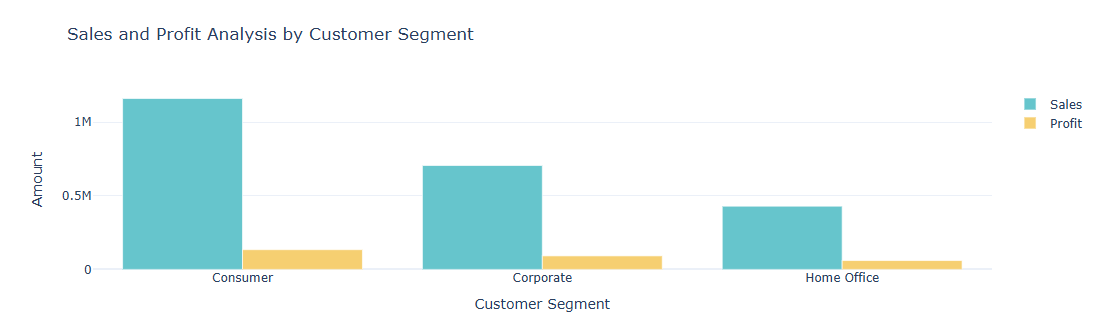 Sales and Profit Analysis by Customer Segment
Sales
Profit
Amount
1M
0.5M
0
Consumer
Corporate
Home Office
Customer Segment